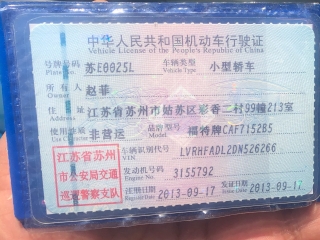 中华人民共和国机动车行驶证
Vehicle License of the People's Republic of China
号牌号码 苏E0025L 车辆类型 小型轿车
Plate No. Vehicle Type
所有人 赵菲
Owner
住址 江苏省苏州市姑苏区彩香二村99幢213室
Address
使用性质 非营运 品牌型号 福特牌CAF7152B5
Use Character Model
江苏省苏州
市公安局交通
巡逻警察支队
车辆识别代号 LVRHFADL2DN526266
VIN
发动机号码 3155792
Engine No.
注册日期 2013-09-17 发证日期 2013-09-17
Register Date Issue Date